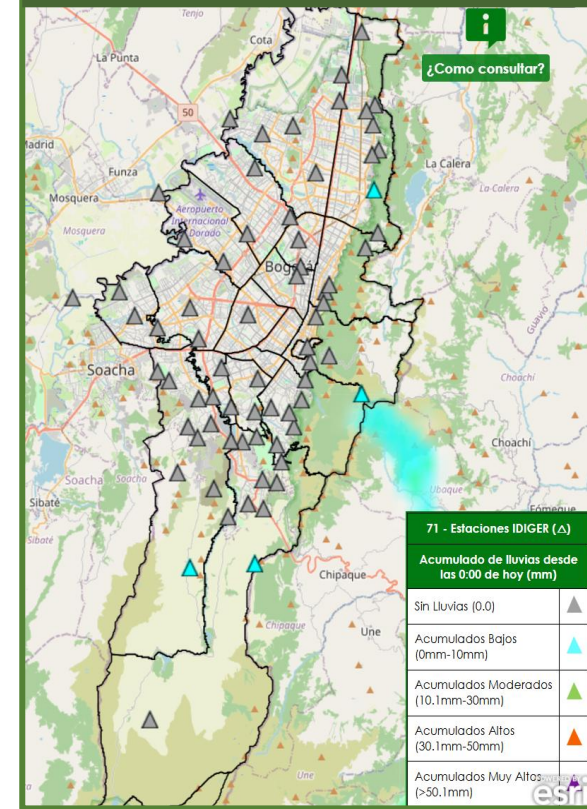 Tenjo
La Punta
Cota
i
¿Como consultar?
50
Madrid
Funza
Mosquera
Mosquera
La Calera
La-Calera
Aeropuerto
Internacional
Dorado
Guavio
Soacha
Choachí
Choachí
Soacha
Soacha
Sibaté
Sibaté
Ubaque
Fómeque
Chipaque
Chipaque
Une
Une
71 - Estaciones IDIGER (△)
Acumulado de lluvias desde
las 0:00 de hoy (mm)
Sin Lluvias (0.0)
Acumulados Bajos
(0mm-10mm)
Acumulados Moderados
(10.1mm-30mm)
Acumulados Altos
(30.1mm-50mm)
Acumulados Muy Altos
(>50.1mm)
esri